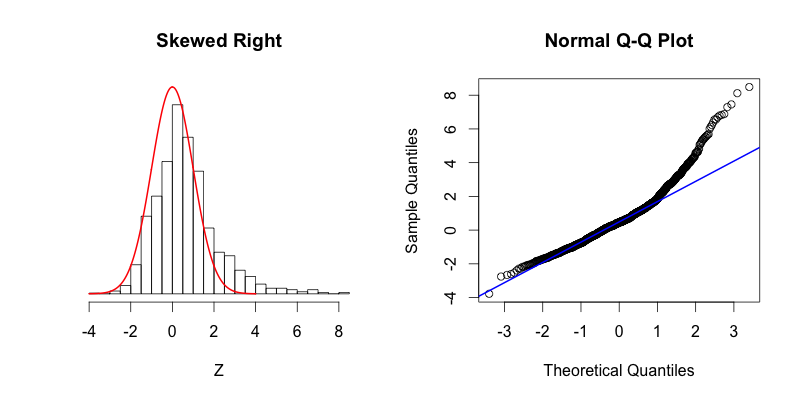 Skewed Right
-4 -2 0 2 4 6 8
Z
Normal Q-Q Plot
Sample Quantiles
8
6
4
2
0
-2
-4
-3 -2 -1 0 1 2 3
Theoretical Quantiles